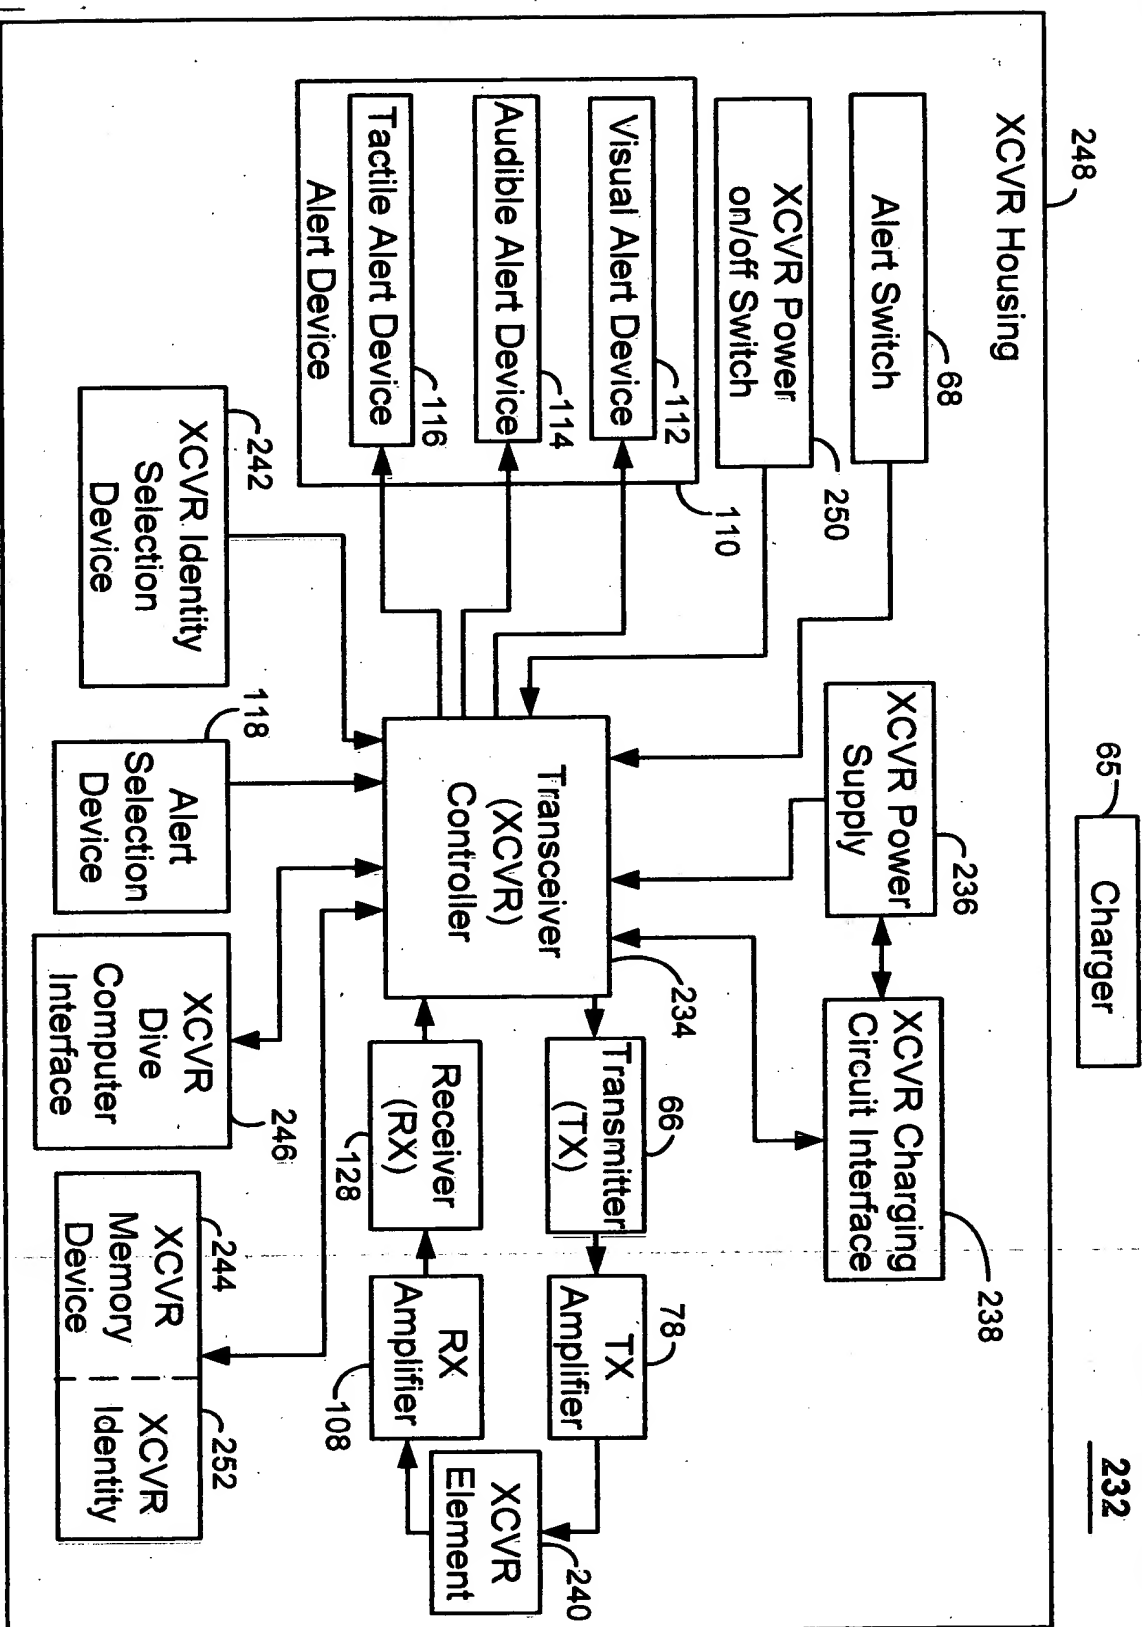 232
65
Charger
248
XCVR Housing
68
Alert Switch
XCVR Power
Supply
236
XCVR Charging
Circuit Interface
238
XCVR Power
on/off Switch
250
Visual Alert Device
112
Audible Alert Device
114
Tactile Alert Device
116
Alert Device
110
Transceiver
(XCVR)
Controller
234
Transmitter
(TX)
66
TX
Amplifier
78
Receiver
(RX)
128
RX
Amplifier
108
XCVR
Element
240
242
XCVR Identity
Selection
Device
118
Alert
Selection
Device
XCVR
Dive
Computer
Interface
246
244
XCVR
Memory
Device
252
XCVR
Identity